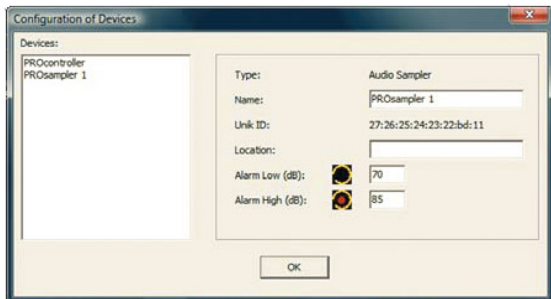 Configuration of Devices
Devices:
PROcontroller
PROsampler 1
Type: Audio Sampler
Name: PROsampler 1
Unik ID: 27:26:25:24:23:22:bd:11
Location:
Alarm Low (dB): 70
Alarm High (dB): 85
OK